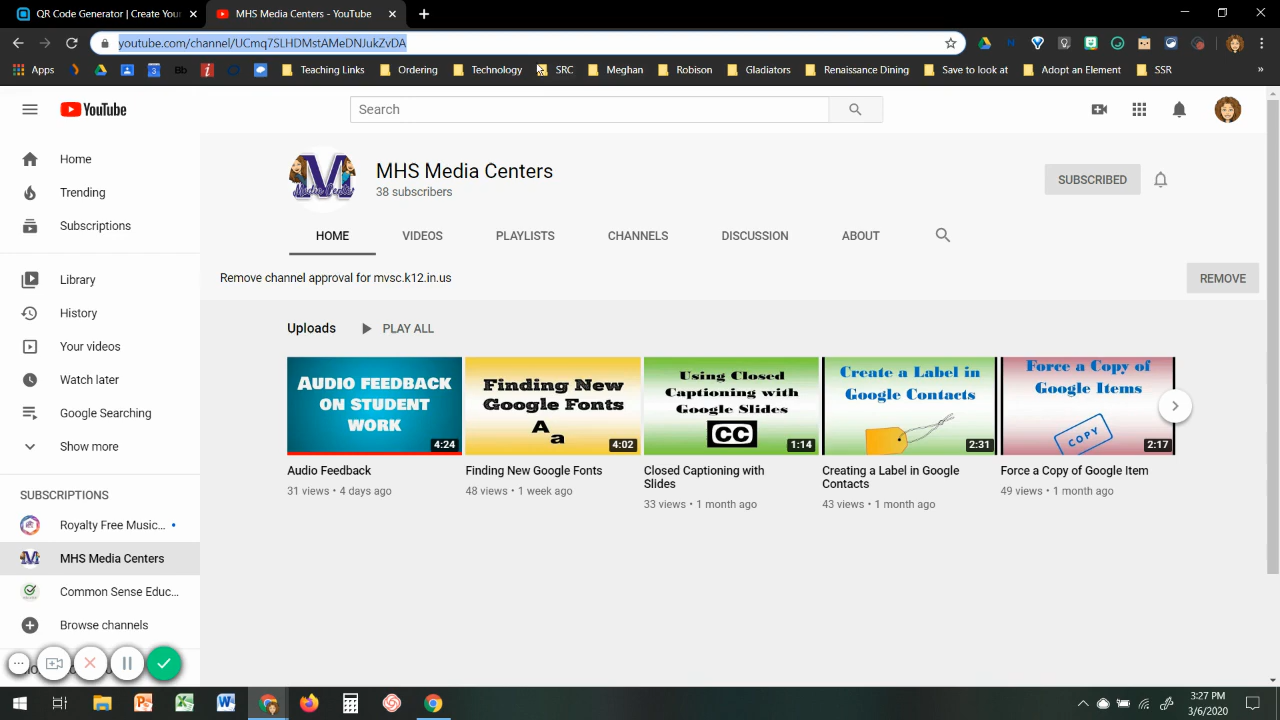 QR Code Generator | Create Your
MHS Media Centers - YouTube
youtube.com/channel/UCmq7SLHDMstAMeDNJukZvDA
Apps
3
Bb
i
Teaching Links
Ordering
Technology
SRC
Meghan
Robison
Gladiators
Renaissance Dining
Save to look at
Adopt an Element
SSR
YouTube
Search
Home
Trending
Subscriptions
Library
History
Your videos
Watch later
Google Searching
Show more
SUBSCRIPTIONS
Royalty Free Music...
MHS Media Centers
Common Sense Educ...
Browse channels
M
Media Center
MHS Media Centers
38 subscribers
SUBSCRIBED
HOME VIDEOS PLAYLISTS CHANNELS DISCUSSION ABOUT
Remove channel approval for mvsc.k12.in.us
REMOVE
Uploads
PLAY ALL
AUDIO FEEDBACK
ON STUDENT
WORK
4:24
Audio Feedback
31 views • 4 days ago
Finding New
Google Fonts
A
a
4:02
Finding New Google Fonts
48 views • 1 week ago
Using Closed
Captioning with
Google Slides
CC
1:14
Closed Captioning with
Slides
33 views • 1 month ago
Create a Label in
Google Contacts
2:31
Creating a Label in Google
Contacts
43 views • 1 month ago
Force a Copy of
Google Items
COPY
2:17
Force a Copy of Google Item
49 views • 1 month ago
3:27 PM
3/6/2020